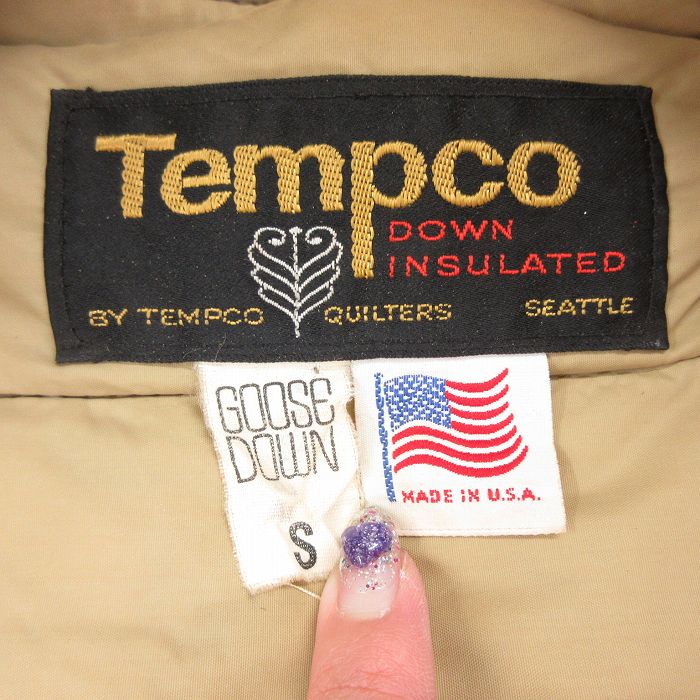 Tempco
DOWN
INSULATED
BY TEMPCO QUILTERS SEATTLE
GOOSE
DOWN
S
MADE IN U.S.A.